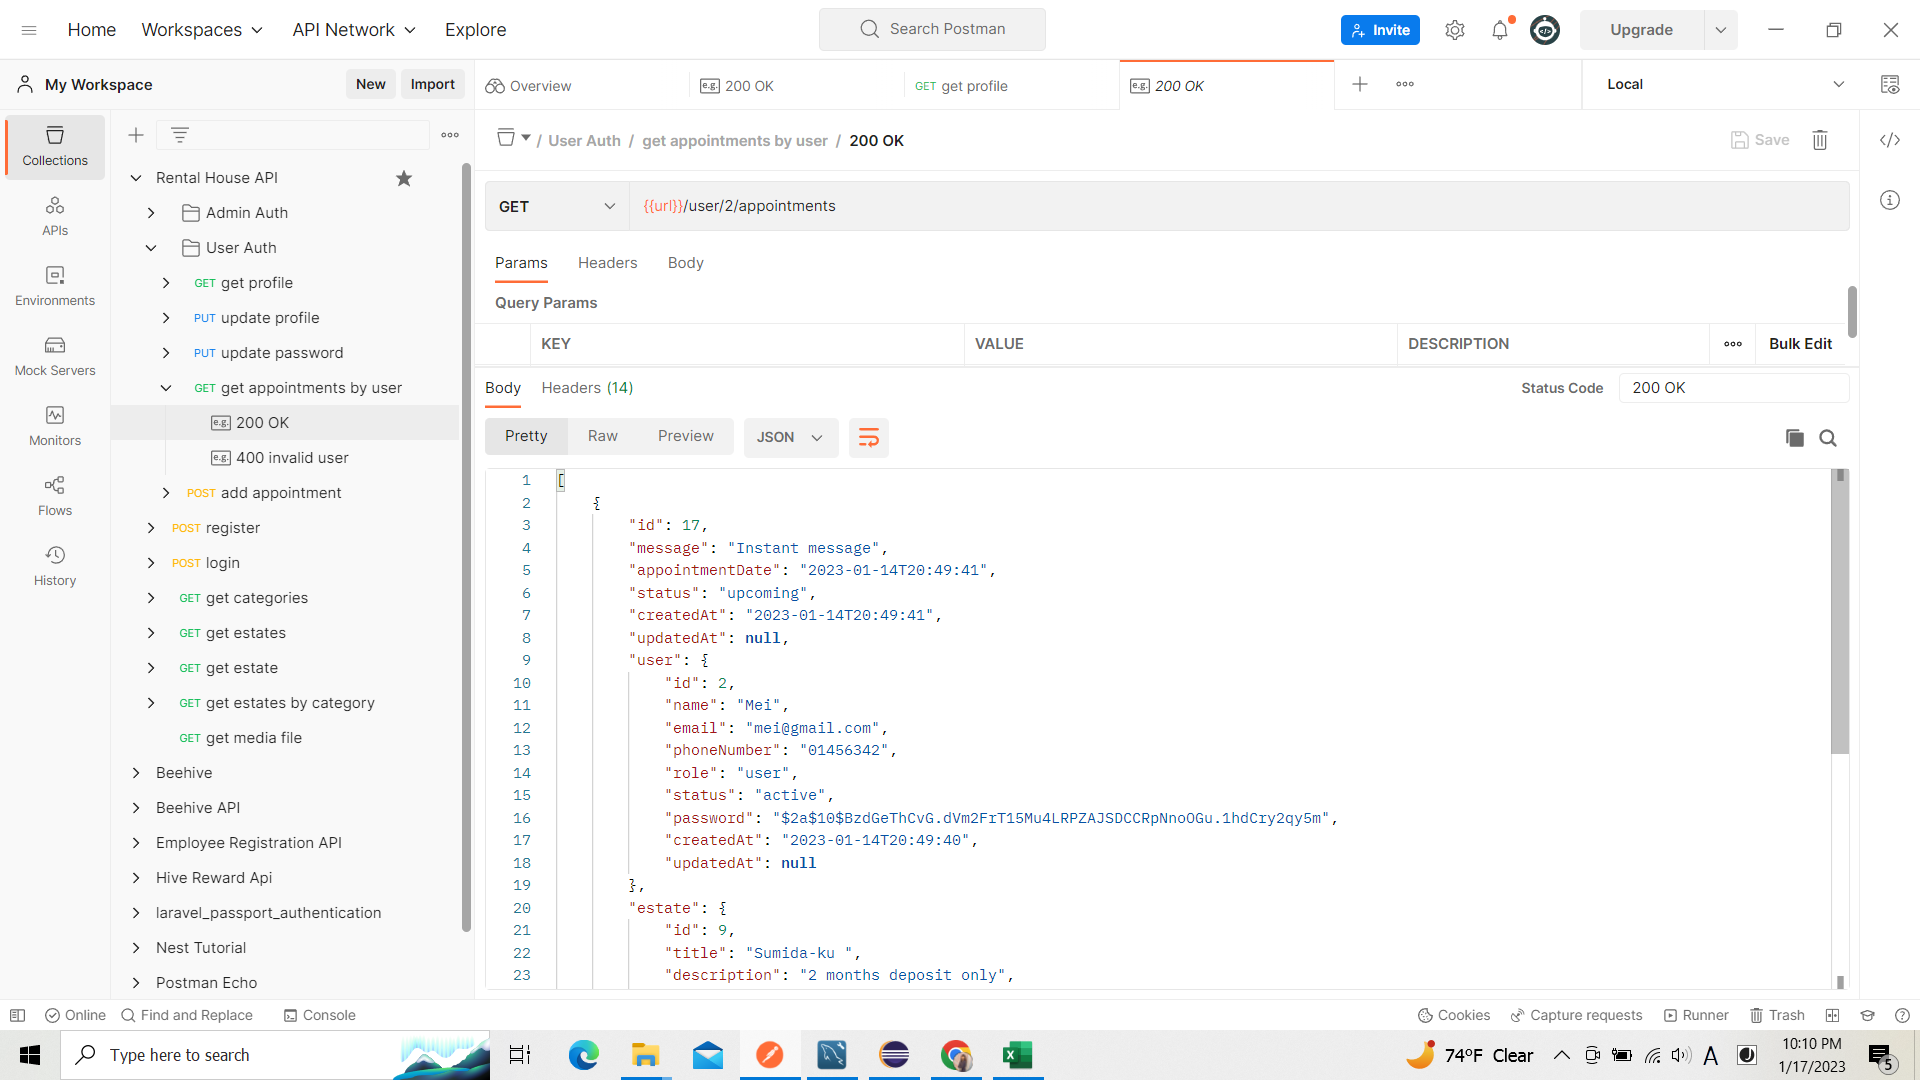 Home Workspaces API Network Explore Search Postman Invite Upgrade
My Workspace New Import Overview e.g. 200 OK GET get profile e.g. 200 OK Local
Collections
APIs
Environments
Mock Servers
Monitors
Flows
History
Rental House API
Admin Auth
User Auth
GET get profile
PUT update profile
PUT update password
GET get appointments by user
e.g. 200 OK
e.g. 400 invalid user
POST add appointment
POST register
POST login
GET get categories
GET get estates
GET get estate
GET get estates by category
GET get media file
Beehive
Beehive API
Employee Registration API
Hive Reward Api
laravel_passport_authentication
Nest Tutorial
Postman Echo
/ User Auth / get appointments by user / 200 OK Save
GET {{url}}/user/2/appointments
Params Headers Body
Query Params
KEY VALUE DESCRIPTION Bulk Edit
Body Headers (14) Status Code 200 OK
Pretty Raw Preview JSON
1 [
2 {
3 "id": 17,
4 "message": "Instant message",
5 "appointmentDate": "2023-01-14T20:49:41",
6 "status": "upcoming",
7 "createdAt": "2023-01-14T20:49:41",
8 "updatedAt": null,
9 "user": {
10 "id": 2,
11 "name": "Mei",
12 "email": "mei@gmail.com",
13 "phoneNumber": "01456342",
14 "role": "user",
15 "status": "active",
16 "password": "$2a$10$BzdGeThCvG.dVm2FrT15Mu4LRPZAJSDCCRpNnoOGu.1hdCry2qy5m",
17 "createdAt": "2023-01-14T20:49:40",
18 "updatedAt": null
19 },
20 "estate": {
21 "id": 9,
22 "title": "Sumida-ku ",
23 "description": "2 months deposit only",
Online Find and Replace Console Cookies Capture requests Runner Trash
Type here to search 74°F Clear A 10:10 PM
1/17/2023 5